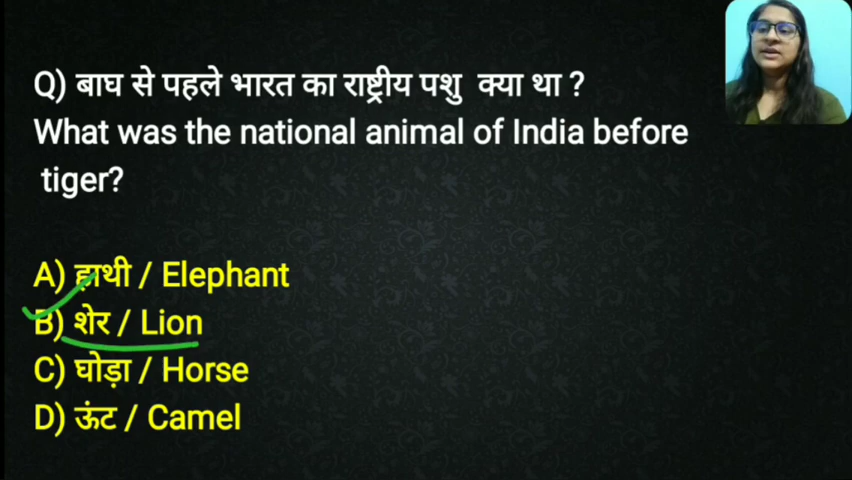 Q) बाघ से पहले भारत का राष्ट्रीय पशु क्या था ?
What was the national animal of India before
tiger?
A) हाथी / Elephant
B) शेर / Lion
C) घोड़ा / Horse
D) ऊंट / Camel